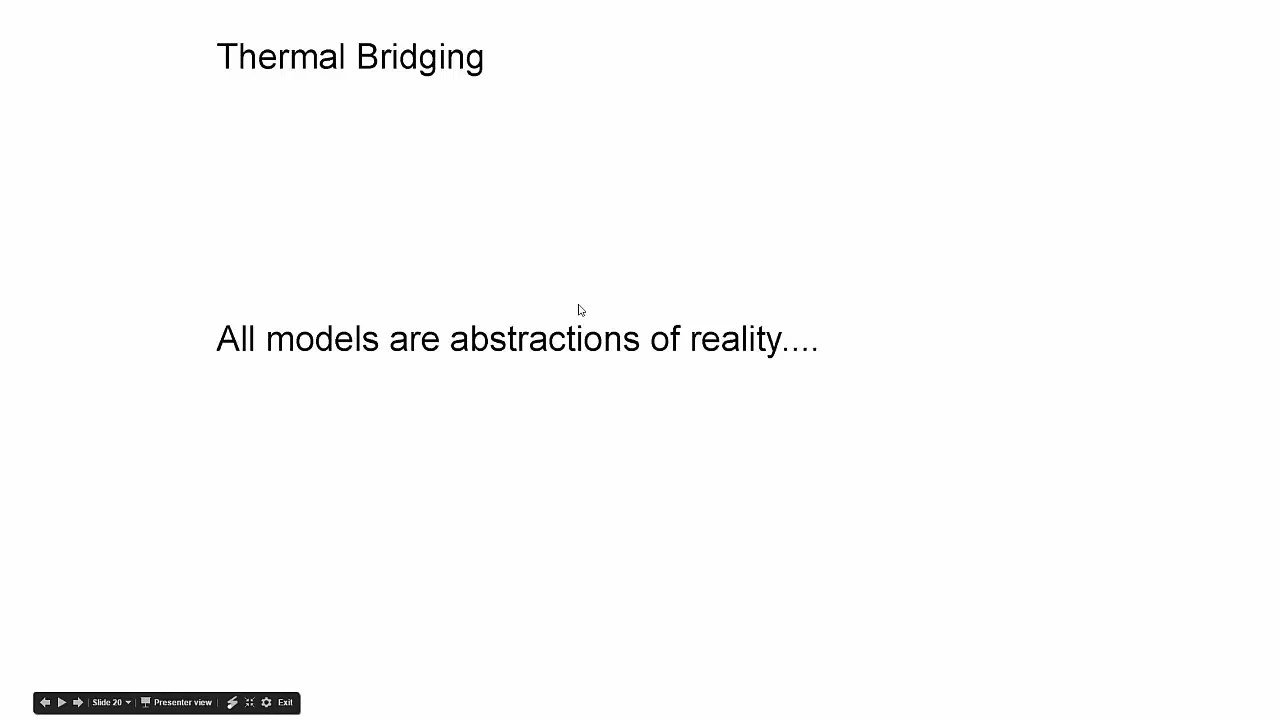 Thermal Bridging
All models are abstractions of reality....
Slide 20 Presenter view Exit